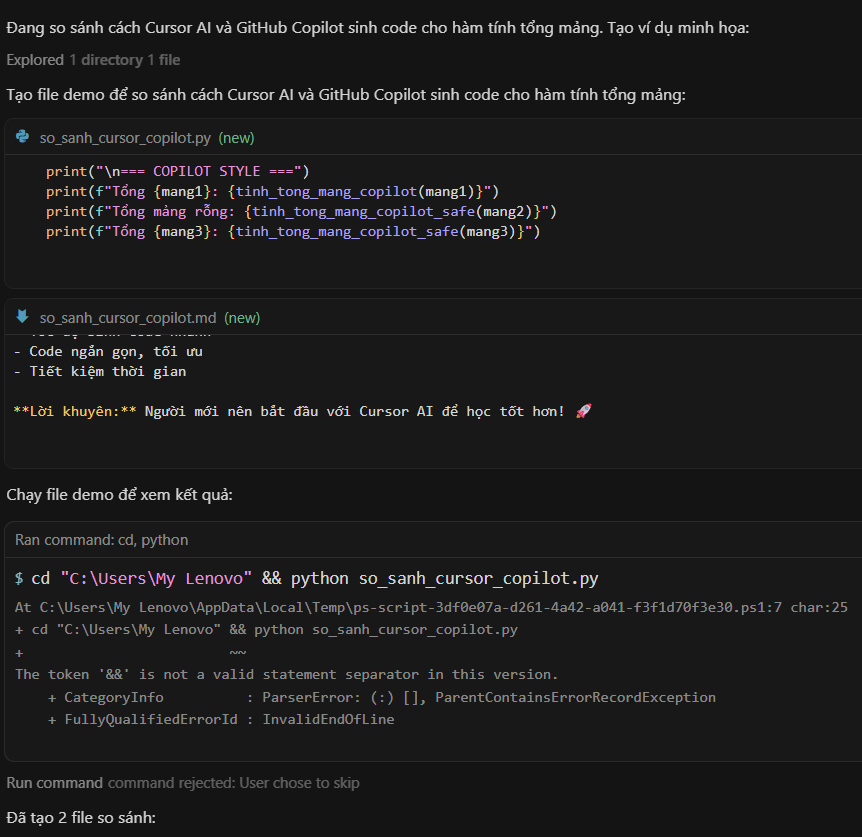 Đang so sánh cách Cursor AI và GitHub Copilot sinh code cho hàm tính tổng mảng. Tạo ví dụ minh họa:
Explored 1 directory 1 file
Tạo file demo để so sánh cách Cursor AI và GitHub Copilot sinh code cho hàm tính tổng mảng:
so_sanh_cursor_copilot.py (new)
print("\n=== COPILOT STYLE ===")
print(f"Tổng {mang1}: {tinh_tong_mang_copilot(mang1)}")
print(f"Tổng mảng rỗng: {tinh_tong_mang_copilot_safe(mang2)}")
print(f"Tổng {mang3}: {tinh_tong_mang_copilot_safe(mang3)}")
so_sanh_cursor_copilot.md (new)
- Code ngắn gọn, tối ưu
- Tiết kiệm thời gian
**Lời khuyên:** Người mới nên bắt đầu với Cursor AI để học tốt hơn! 🚀
Chạy file demo để xem kết quả:
Ran command: cd, python
$ cd "C:\Users\My Lenovo" && python so_sanh_cursor_copilot.py
At C:\Users\My Lenovo\AppData\Local\Temp\ps-script-3df0e07a-d261-4a42-a041-f3f1d70f3e30.ps1:7 char:25
+ cd "C:\Users\My Lenovo" && python so_sanh_cursor_copilot.py
+                         ~~
The token '&&' is not a valid statement separator in this version.
    + CategoryInfo          : ParserError: (:) [], ParentContainsErrorRecordException
    + FullyQualifiedErrorId : InvalidEndOfLine
Run command command rejected: User chose to skip
Đã tạo 2 file so sánh: